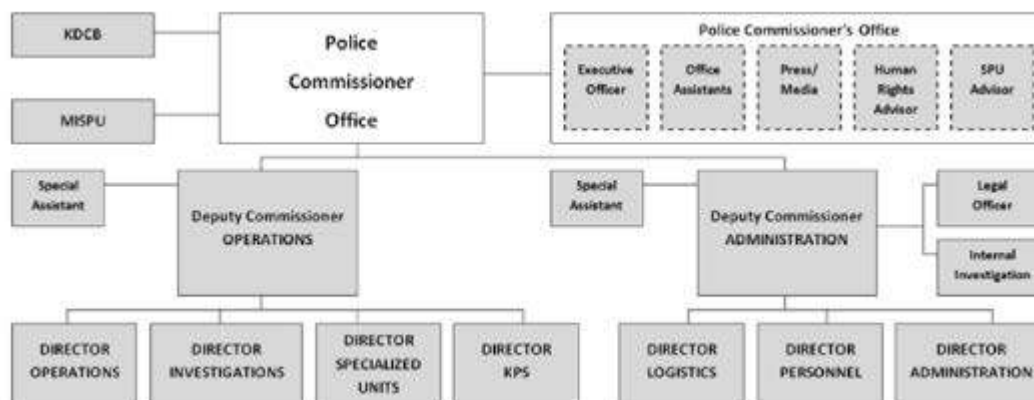 KDCB
Police
Commissioner
Office
MISPU
Police Commissioner's Office
Executive
Officer
Office
Assistants
Press/
Media
Human
Rights
Advisor
SPU
Advisor
Special
Assistant
Deputy Commissioner
OPERATIONS
Special
Assistant
Deputy Commissioner
ADMINISTRATION
Legal
Officer
Internal
Investigation
DIRECTOR
OPERATIONS
DIRECTOR
INVESTIGATIONS
DIRECTOR
SPECIALIZED
UNITS
DIRECTOR
KPS
DIRECTOR
LOGISTICS
DIRECTOR
PERSONNEL
DIRECTOR
ADMINISTRATION